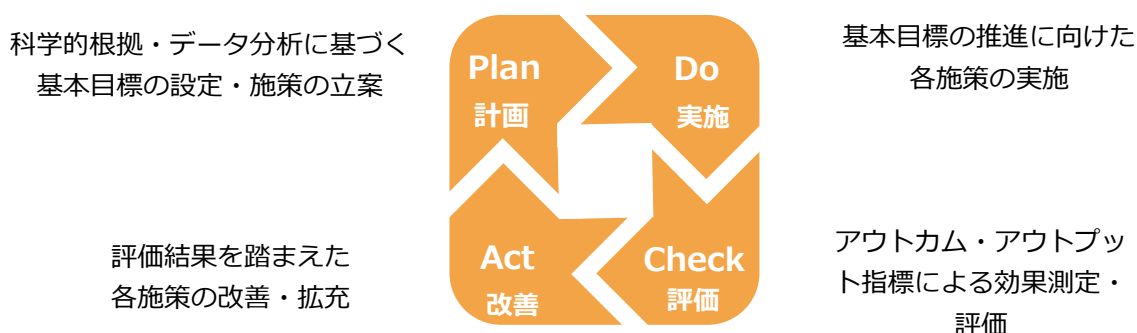 科学的根拠・データ分析に基づく
基本目標の設定・施策の立案
Plan
計画
Do
実施
基本目標の推進に向けた
各施策の実施
評価結果を踏まえた
各施策の改善・拡充
Act
改善
Check
評価
アウトカム・アウトプッ
ト指標による効果測定・
評価